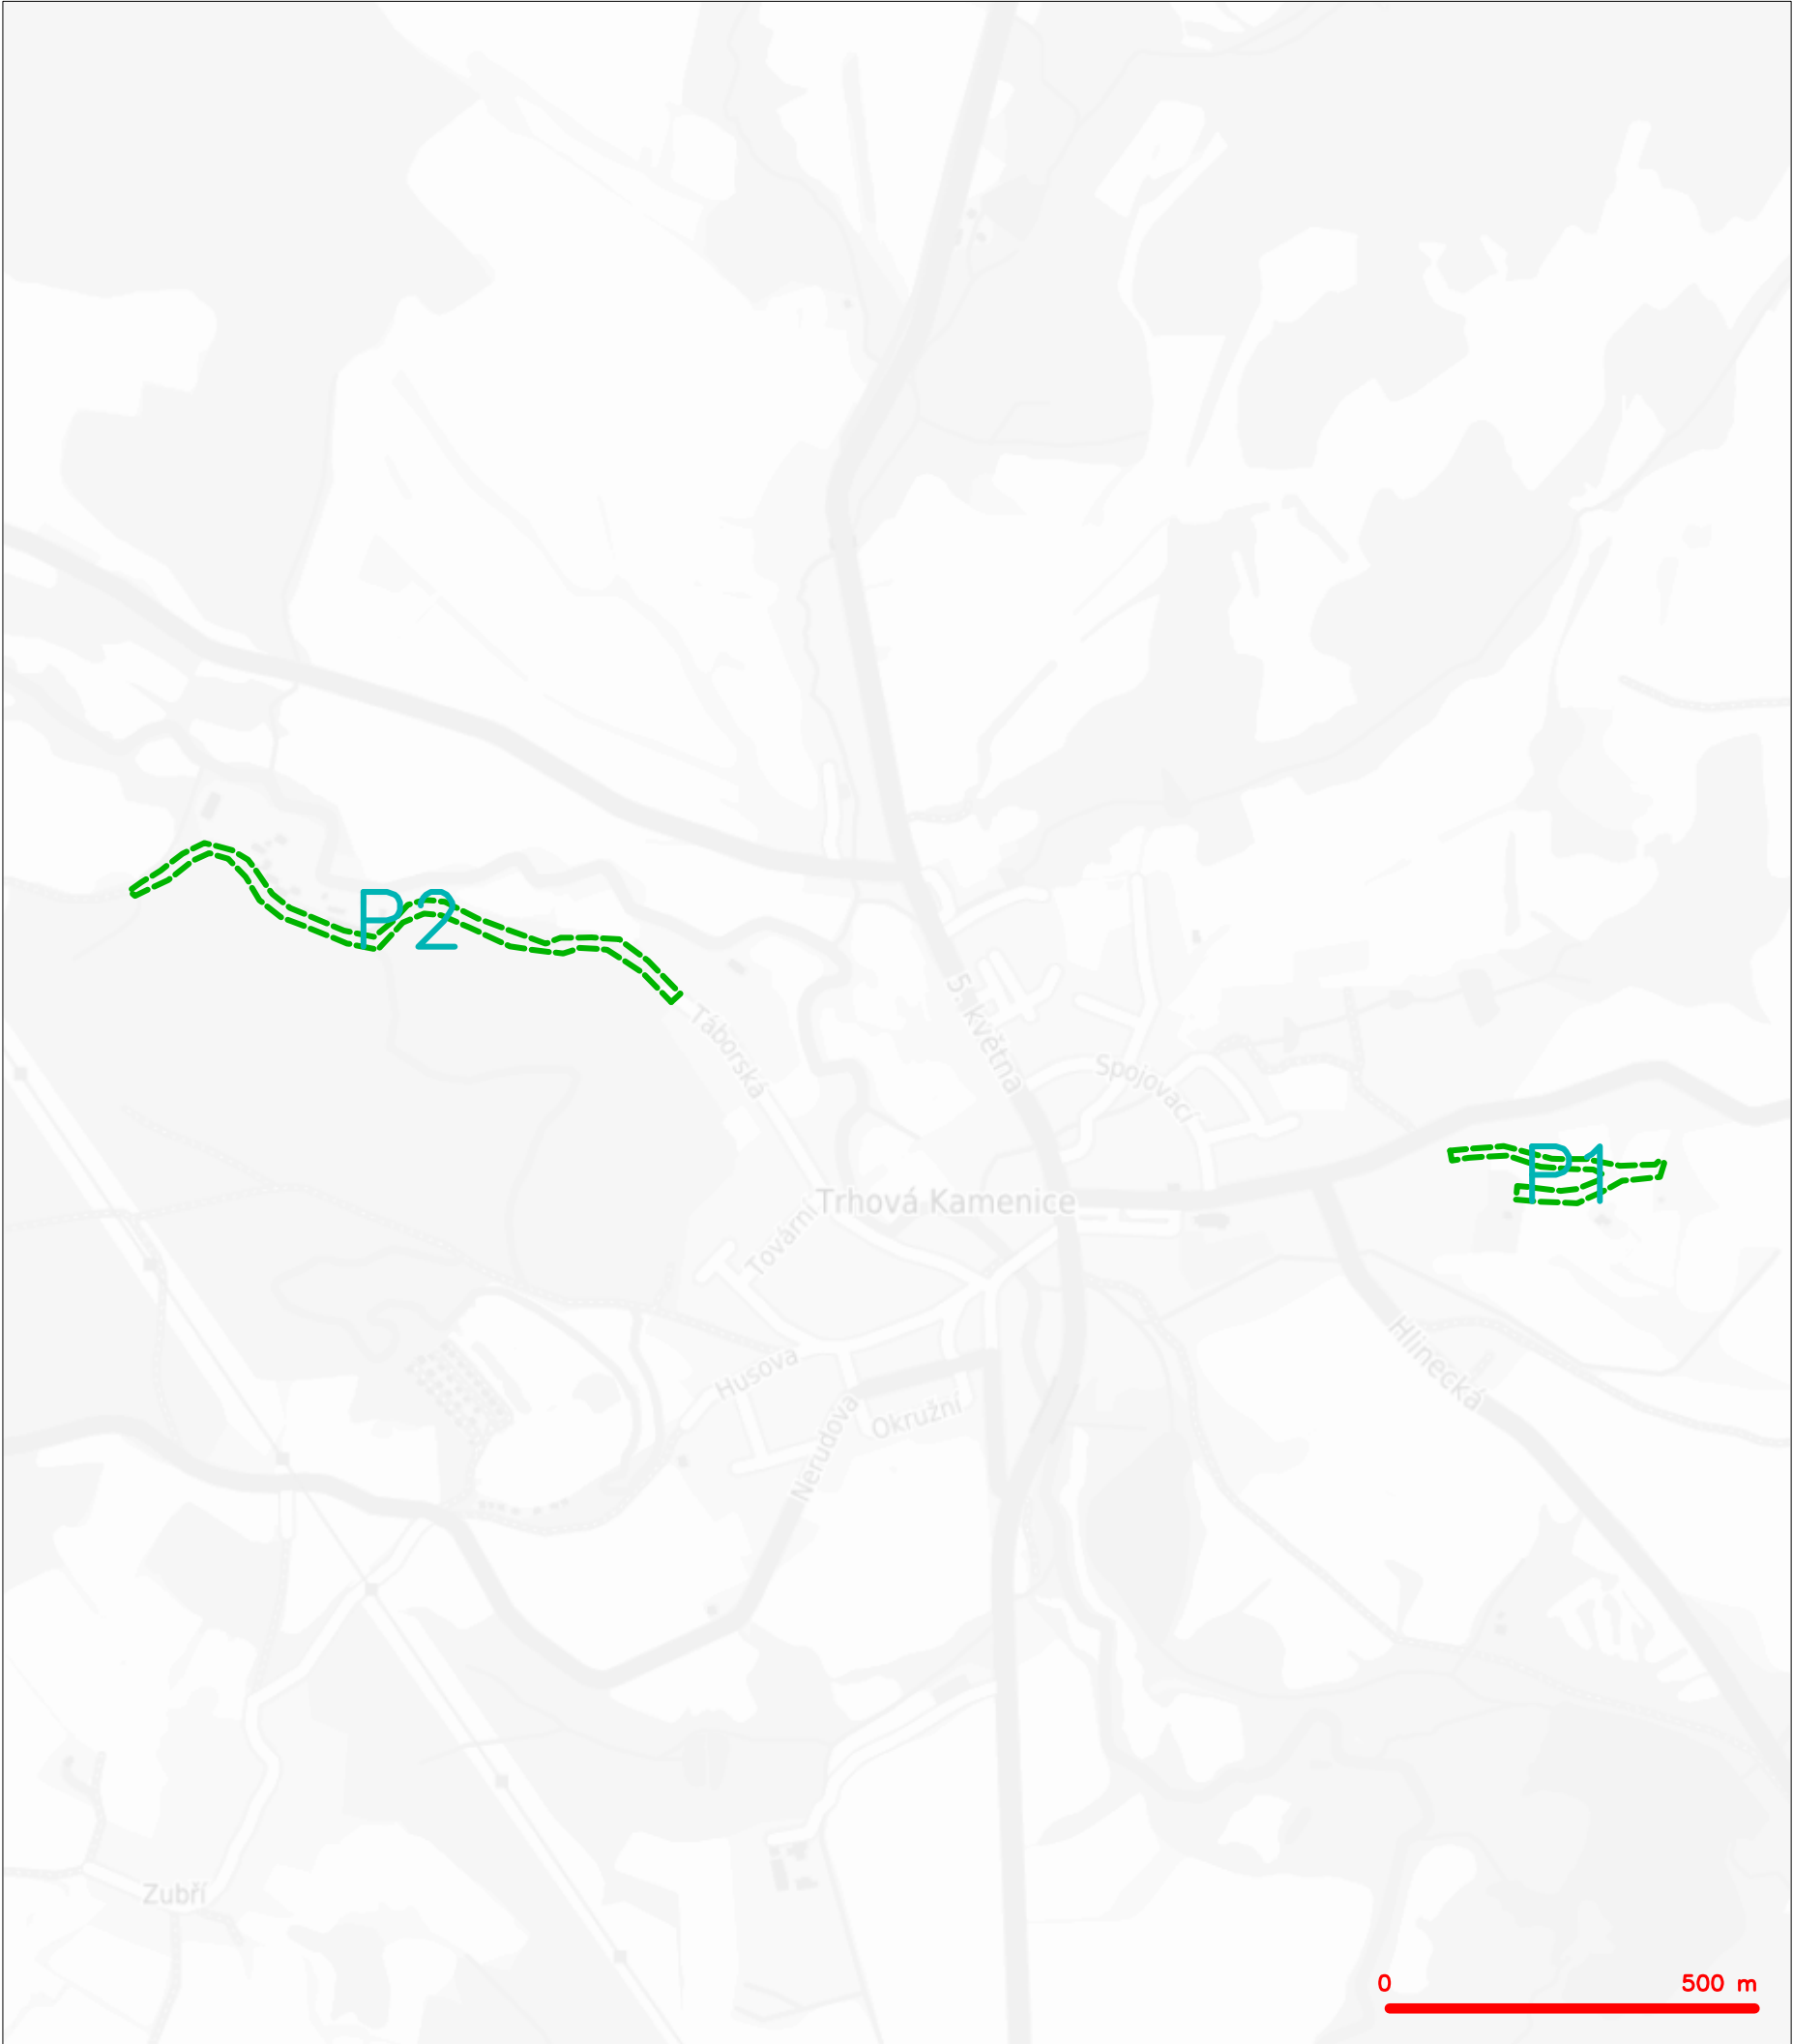 P2
Táborská
5. května
Spojovací
P1
Trhová Kamenice
Tovární
Husova
Hlinecká
Okružní
Nerudova
Zubří
0 500 m